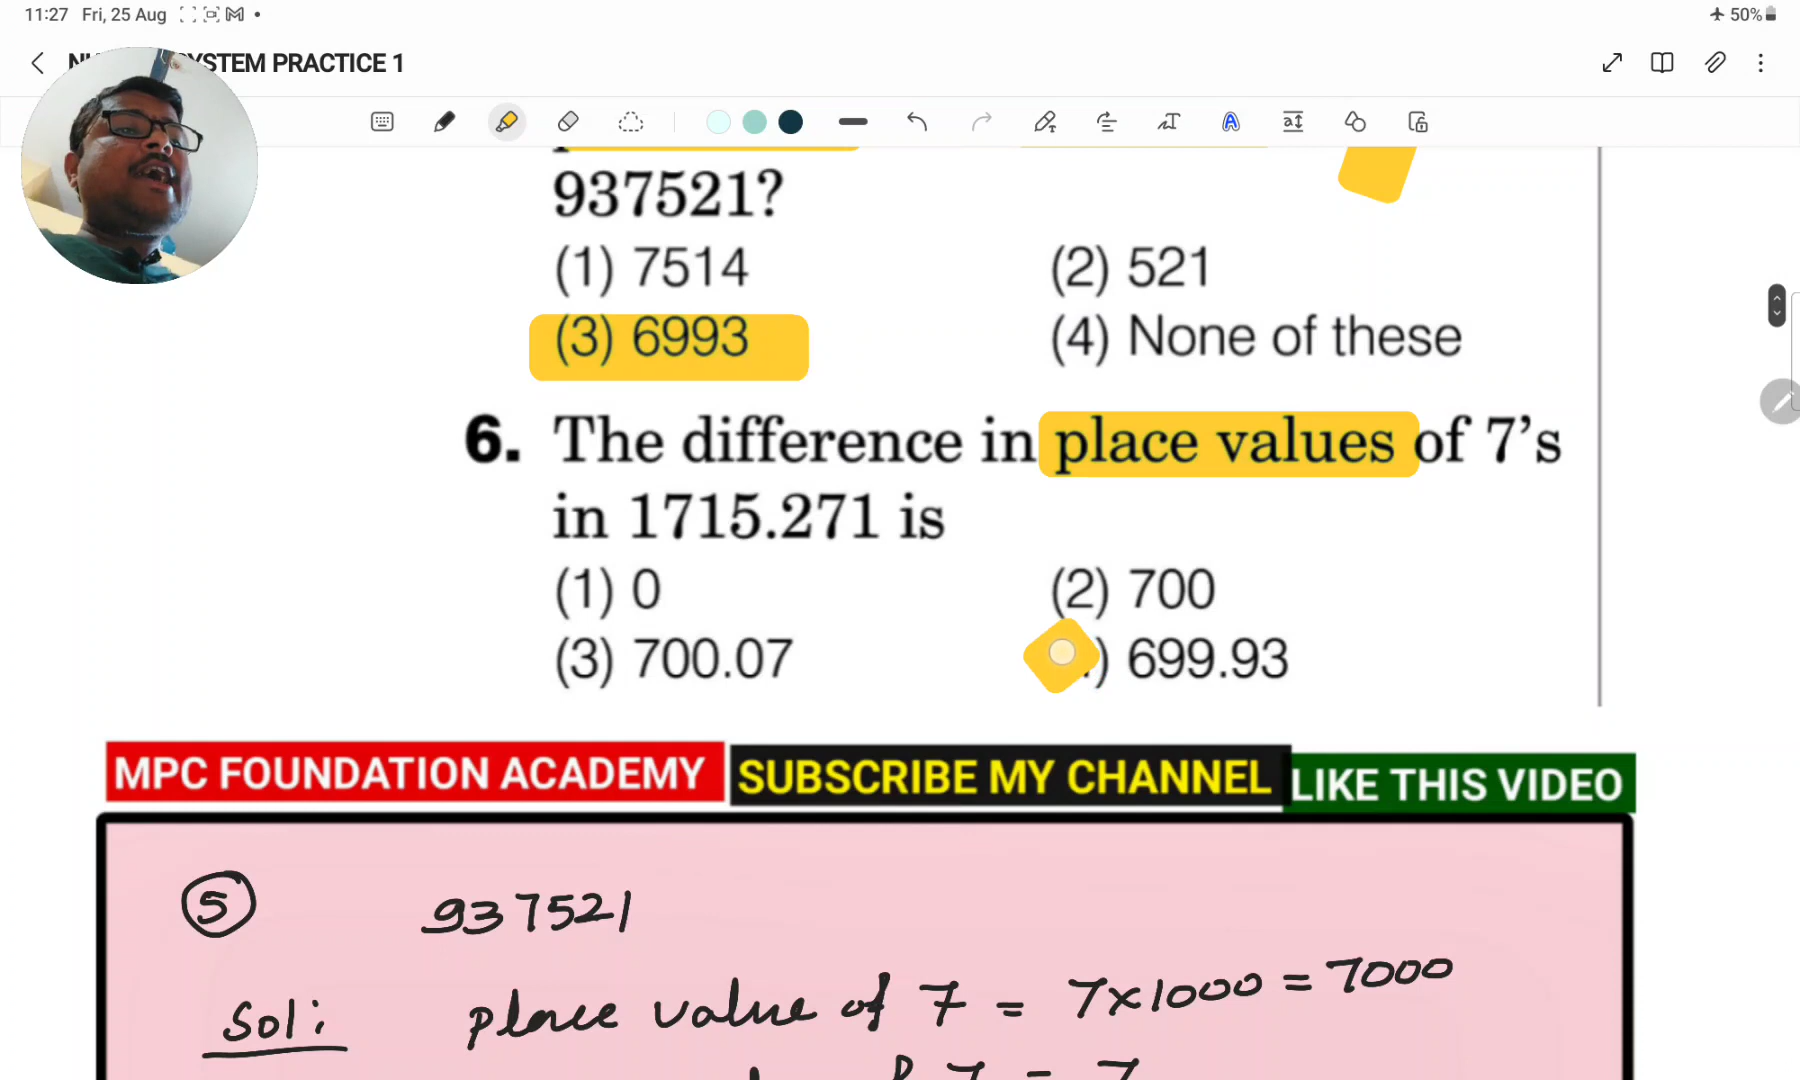 11:27 Fri, 25 Aug
50%
SYSTEM PRACTICE 1
937521?
(1) 7514 (2) 521
(3) 6993 (4) None of these
6. The difference in place values of 7's
in 1715.271 is
(1) 0 (2) 700
(3) 700.07 ) 699.93
MPC FOUNDATION ACADEMY SUBSCRIBE MY CHANNEL LIKE THIS VIDEO
5 937521
Sol: place value of 7 = 7x1000 = 7000
7 = 7